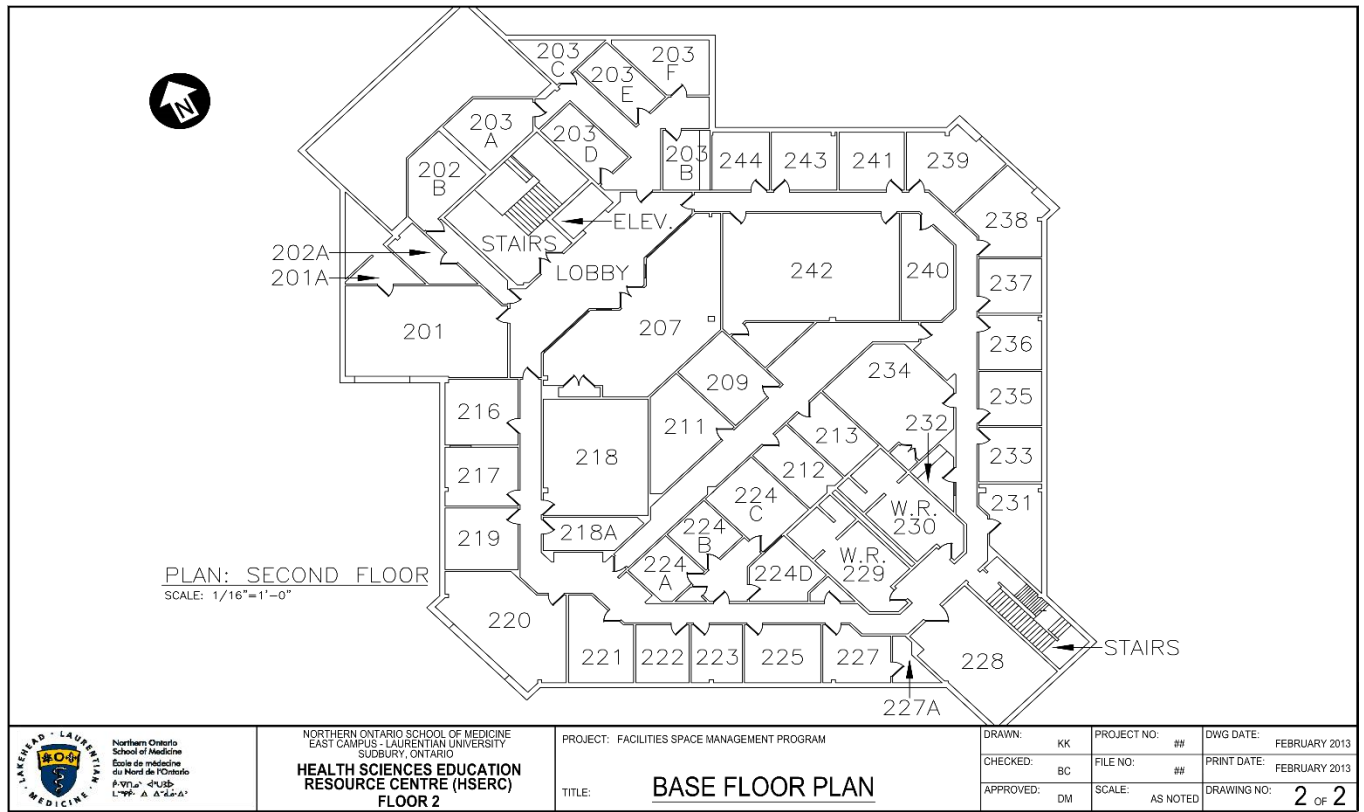 N
203
C
203
F
203
E
203
A
203
D
203
B
202
B
244
243
241
239
238
ELEV.
STAIRS
202A
201A
LOBBY
242
240
237
201
207
236
209
234
235
216
211
213
232
233
217
218
212
224
C
W.R.
230
231
219
218A
224
B
W.R.
229
224
A
224D
PLAN: SECOND FLOOR
SCALE: 1/16"=1'-0"
220
221
222
223
225
227
228
STAIRS
227A
LAKEHEAD - LAURENTIAN
MEDICINE
Northern Ontario
School of Medicine
École de médecine
du Nord de l'Ontario
NORTHERN ONTARIO SCHOOL OF MEDICINE
EAST CAMPUS - LAURENTIAN UNIVERSITY
SUDBURY, ONTARIO
HEALTH SCIENCES EDUCATION
RESOURCE CENTRE (HSERC)
FLOOR 2
PROJECT: FACILITIES SPACE MANAGEMENT PROGRAM
TITLE: BASE FLOOR PLAN
DRAWN: KK
PROJECT NO: ##
DWG DATE: FEBRUARY 2013
CHECKED: BC
FILE NO: ##
PRINT DATE: FEBRUARY 2013
APPROVED: DM
SCALE: AS NOTED
DRAWING NO: 2 OF 2